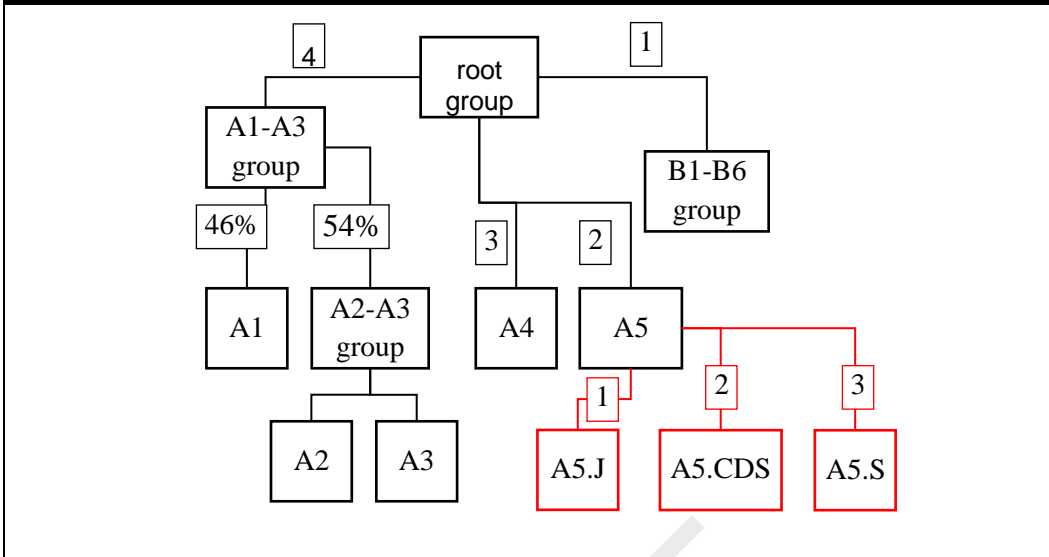 4
root
group
1
A1-A3
group
B1-B6
group
46%
54%
3
2
A1
A2-A3
group
A4
A5
1
2
3
A2
A3
A5.J
A5.CDS
A5.S